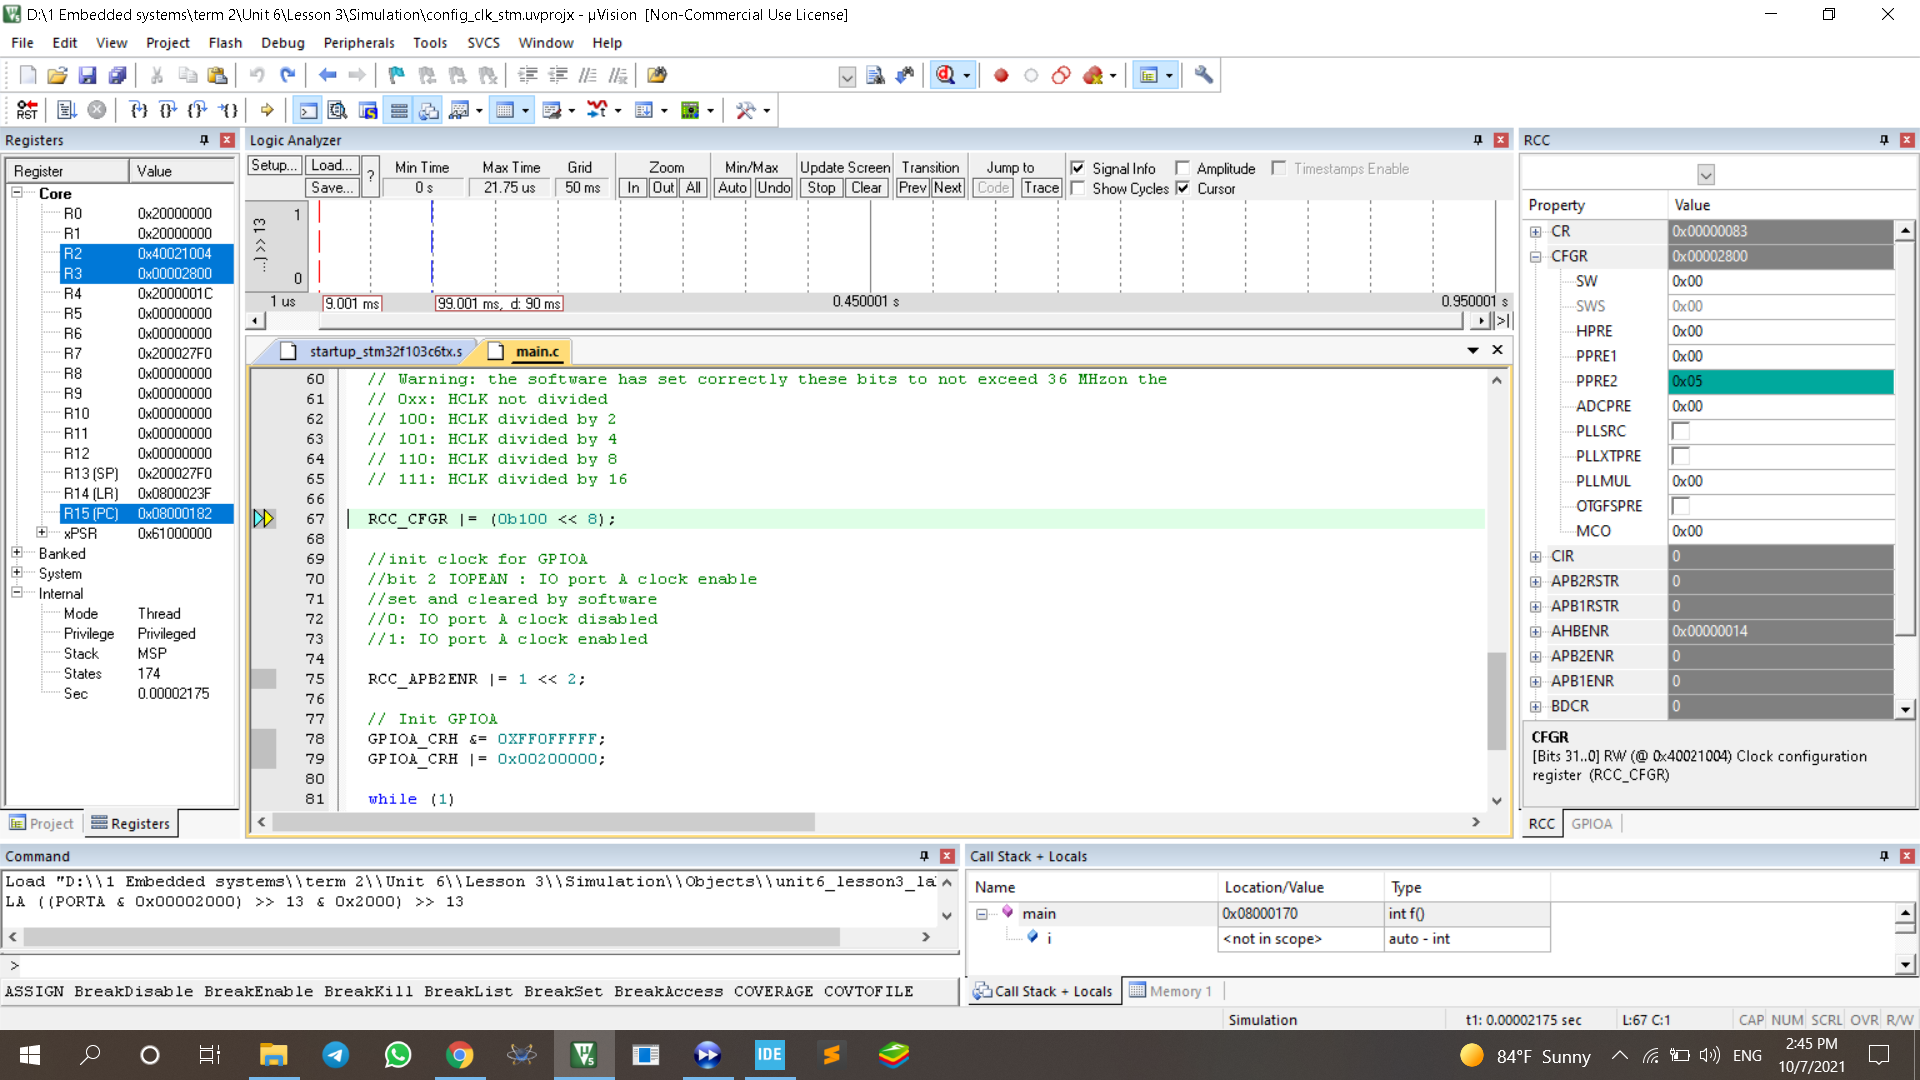 D:\1 Embedded systems\term 2\Unit 6\Lesson 3\Simulation\config_clk_stm.uvprojx - µVision [Non-Commercial Use License]
File Edit View Project Flash Debug Peripherals Tools SVCS Window Help
RST
Registers
Register Value
Core
R0 0x20000000
R1 0x20000000
R2 0x40021004
R3 0x00002800
R4 0x2000001C
R5 0x00000000
R6 0x00000000
R7 0x200027F0
R8 0x00000000
R9 0x00000000
R10 0x00000000
R11 0x00000000
R12 0x00000000
R13 (SP) 0x200027F0
R14 (LR) 0x0800023F
R15 (PC) 0x08000182
xPSR 0x61000000
Banked
System
Internal
Mode Thread
Privilege Privileged
Stack MSP
States 174
Sec 0.00002175
Project Registers
Logic Analyzer
Setup... Load... Save... ?
Min Time 0 s
Max Time 21.75 us
Grid 50 ms
Zoom In Out All
Min/Max Auto Undo
Update Screen Stop Clear
Transition Prev Next
Jump to Code Trace
Signal Info Amplitude Timestamps Enable
Show Cycles Cursor
...) >> 13
1
0
1 us 9.001 ms 99.001 ms, d: 90 ms 0.450001 s 0.950001 s
startup_stm32f103c6tx.s main.c
60 // Warning: the software has set correctly these bits to not exceed 36 MHzon the
61 // 0xx: HCLK not divided
62 // 100: HCLK divided by 2
63 // 101: HCLK divided by 4
64 // 110: HCLK divided by 8
65 // 111: HCLK divided by 16
66
67 RCC_CFGR |= (0b100 << 8);
68
69 //init clock for GPIOA
70 //bit 2 IOPEAN : IO port A clock enable
71 //set and cleared by software
72 //0: IO port A clock disabled
73 //1: IO port A clock enabled
74
75 RCC_APB2ENR |= 1 << 2;
76
77 // Init GPIOA
78 GPIOA_CRH &= 0XFF0FFFFF;
79 GPIOA_CRH |= 0x00200000;
80
81 while (1)
RCC
Property Value
CR 0x00000083
CFGR 0x00002800
SW 0x00
SWS 0x00
HPRE 0x00
PPRE1 0x00
PPRE2 0x05
ADCPRE 0x00
PLLSRC
PLLXTPRE
PLLMUL 0x00
OTGFSPRE
MCO 0x00
CIR 0
APB2RSTR 0
APB1RSTR 0
AHBENR 0x00000014
APB2ENR 0
APB1ENR 0
BDCR 0
CFGR
[Bits 31..0] RW (@ 0x40021004) Clock configuration
register (RCC_CFGR)
RCC GPIOA
Command
Load "D:\\1 Embedded systems\\term 2\\Unit 6\\Lesson 3\\Simulation\\Objects\\unit6_lesson3_la
LA ((PORTA & 0x00002000) >> 13 & 0x2000) >> 13
>
ASSIGN BreakDisable BreakEnable BreakKill BreakList BreakSet BreakAccess COVERAGE COVTOFILE
Call Stack + Locals
Name Location/Value Type
main 0x08000170 int f()
i <not in scope> auto - int
Call Stack + Locals Memory 1
Simulation t1: 0.00002175 sec L:67 C:1 CAP NUM SCRL OVR R/W
IDE
84°F Sunny
ENG
2:45 PM
10/7/2021